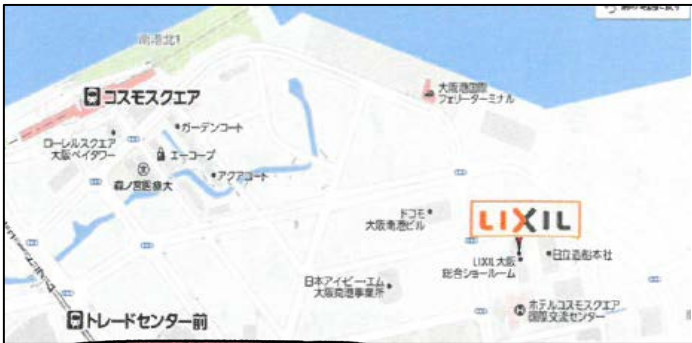 南港北1
コスモスクエア
大阪港国際
フェリーターミナル
ガーデンコート
ローレルスクエア
大阪ベイタワー
エーコープ
森ノ宮医療大
アクアコート
ドコモ
大阪南港ビル
LIXIL
LIXIL大阪
総合ショールーム
日立造船本社
日本アイビーエム
大阪南港事業所
ホテルコスモスクエア
国際交流センター
トレードセンター前